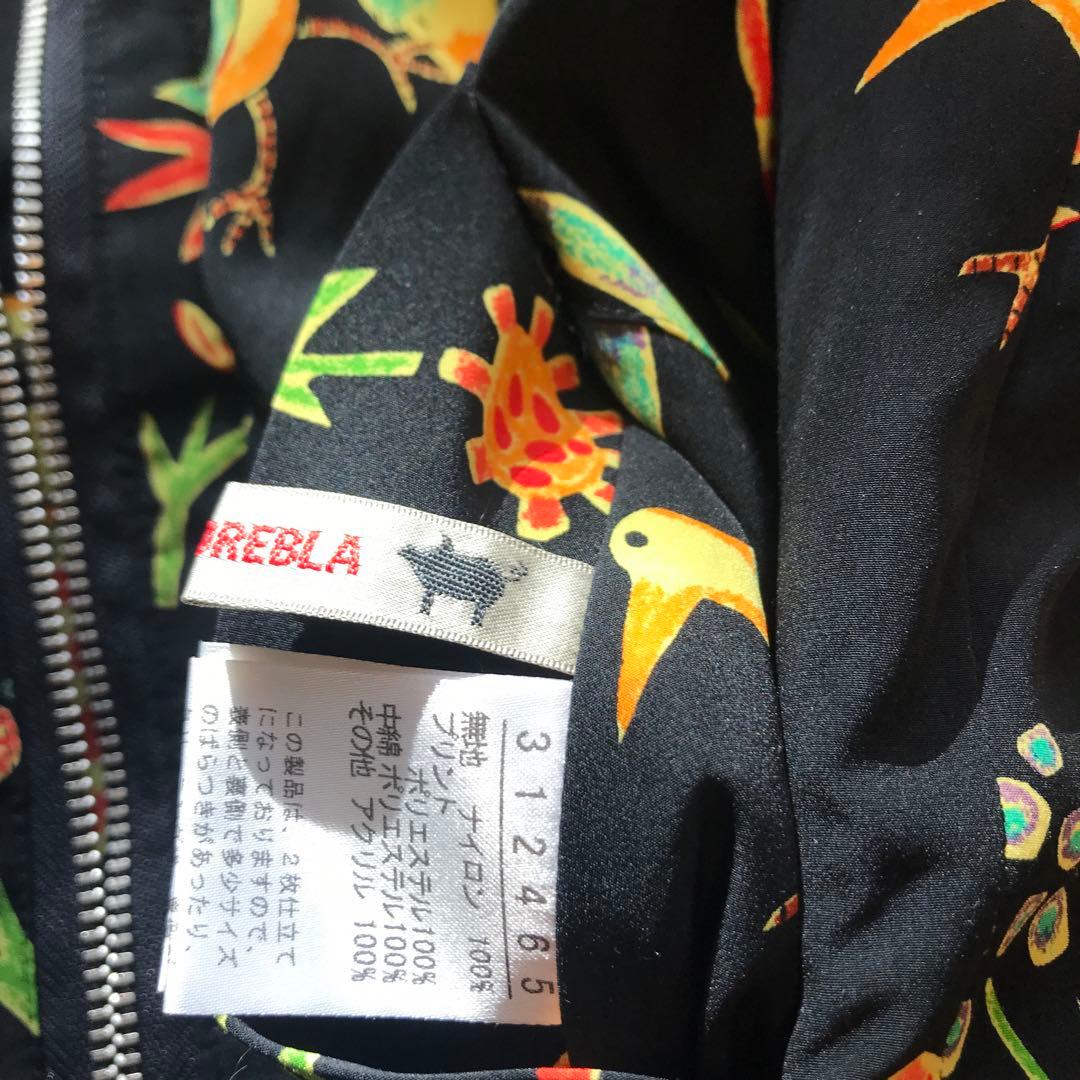 REBLA
312465
無地 ナイロン 100%
プリント
ポリエステル100%
中綿 ポリエステル100%
その他 アクリル 100%
この製品は、2枚仕立て
になっておりますので、
表側と裏側で多少サイズ
のばらつきがあったり、